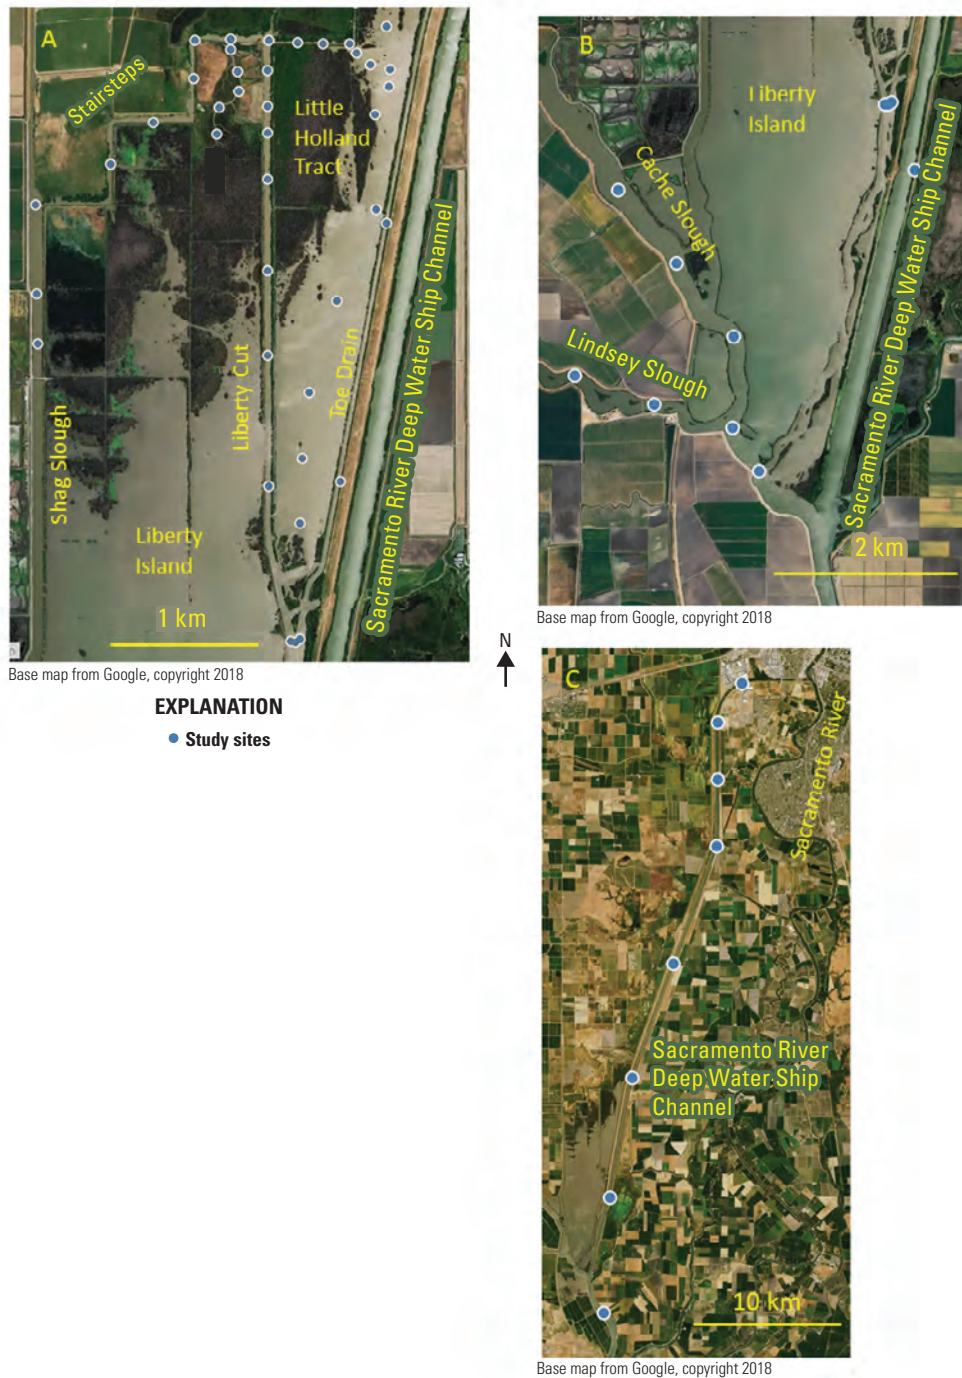 A
Stairsteps
Little
Holland
Tract
Shag Slough
Liberty Cut
Toe Drain
Sacramento River Deep Water Ship Channel
Liberty
Island
1 km
Base map from Google, copyright 2018
EXPLANATION
Study sites
B
Liberty
Island
Cache Slough
Lindsey Slough
Sacramento River Deep Water Ship Channel
2 km
Base map from Google, copyright 2018
N
C
Sacramento River
Sacramento River
Deep Water Ship
Channel
10 km
Base map from Google, copyright 2018